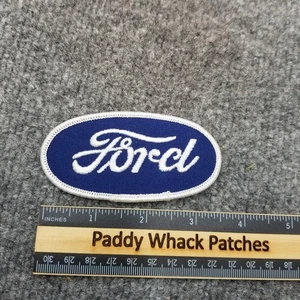 Ford
INCHES 1 2 3 4 5
Paddy Whack Patches